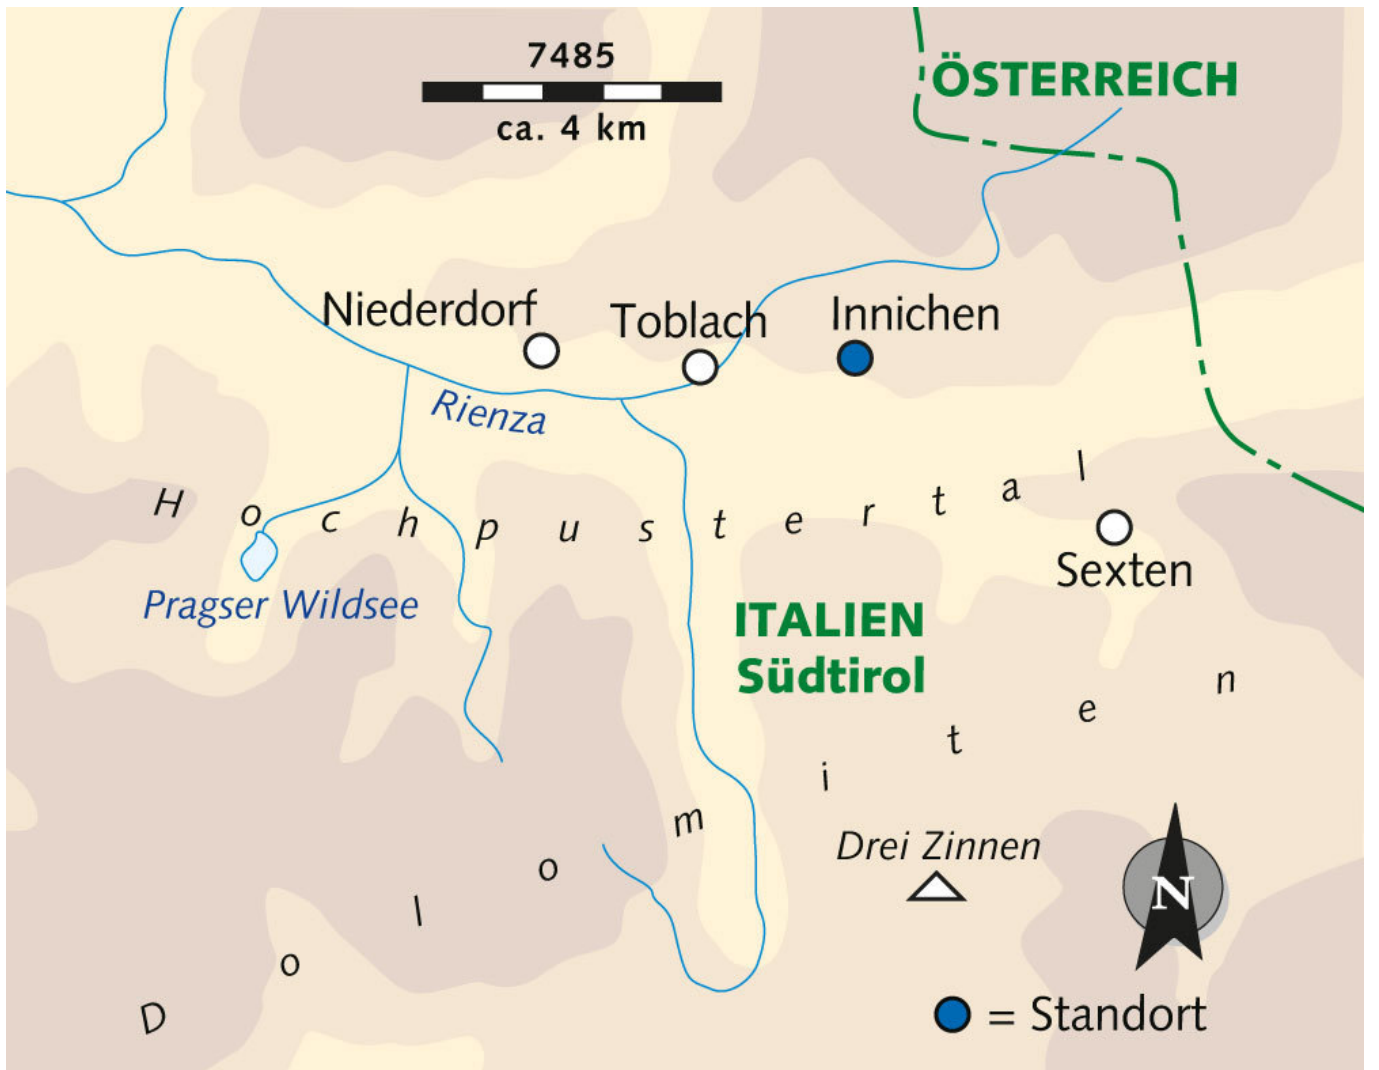 7485
ca. 4 km
ÖSTERREICH
Niederdorf
Toblach
Innichen
Rienza
Hochpustertal
Sexten
Pragser Wildsee
ITALIEN
Südtirol
Dolomiten
Drei Zinnen
N
= Standort